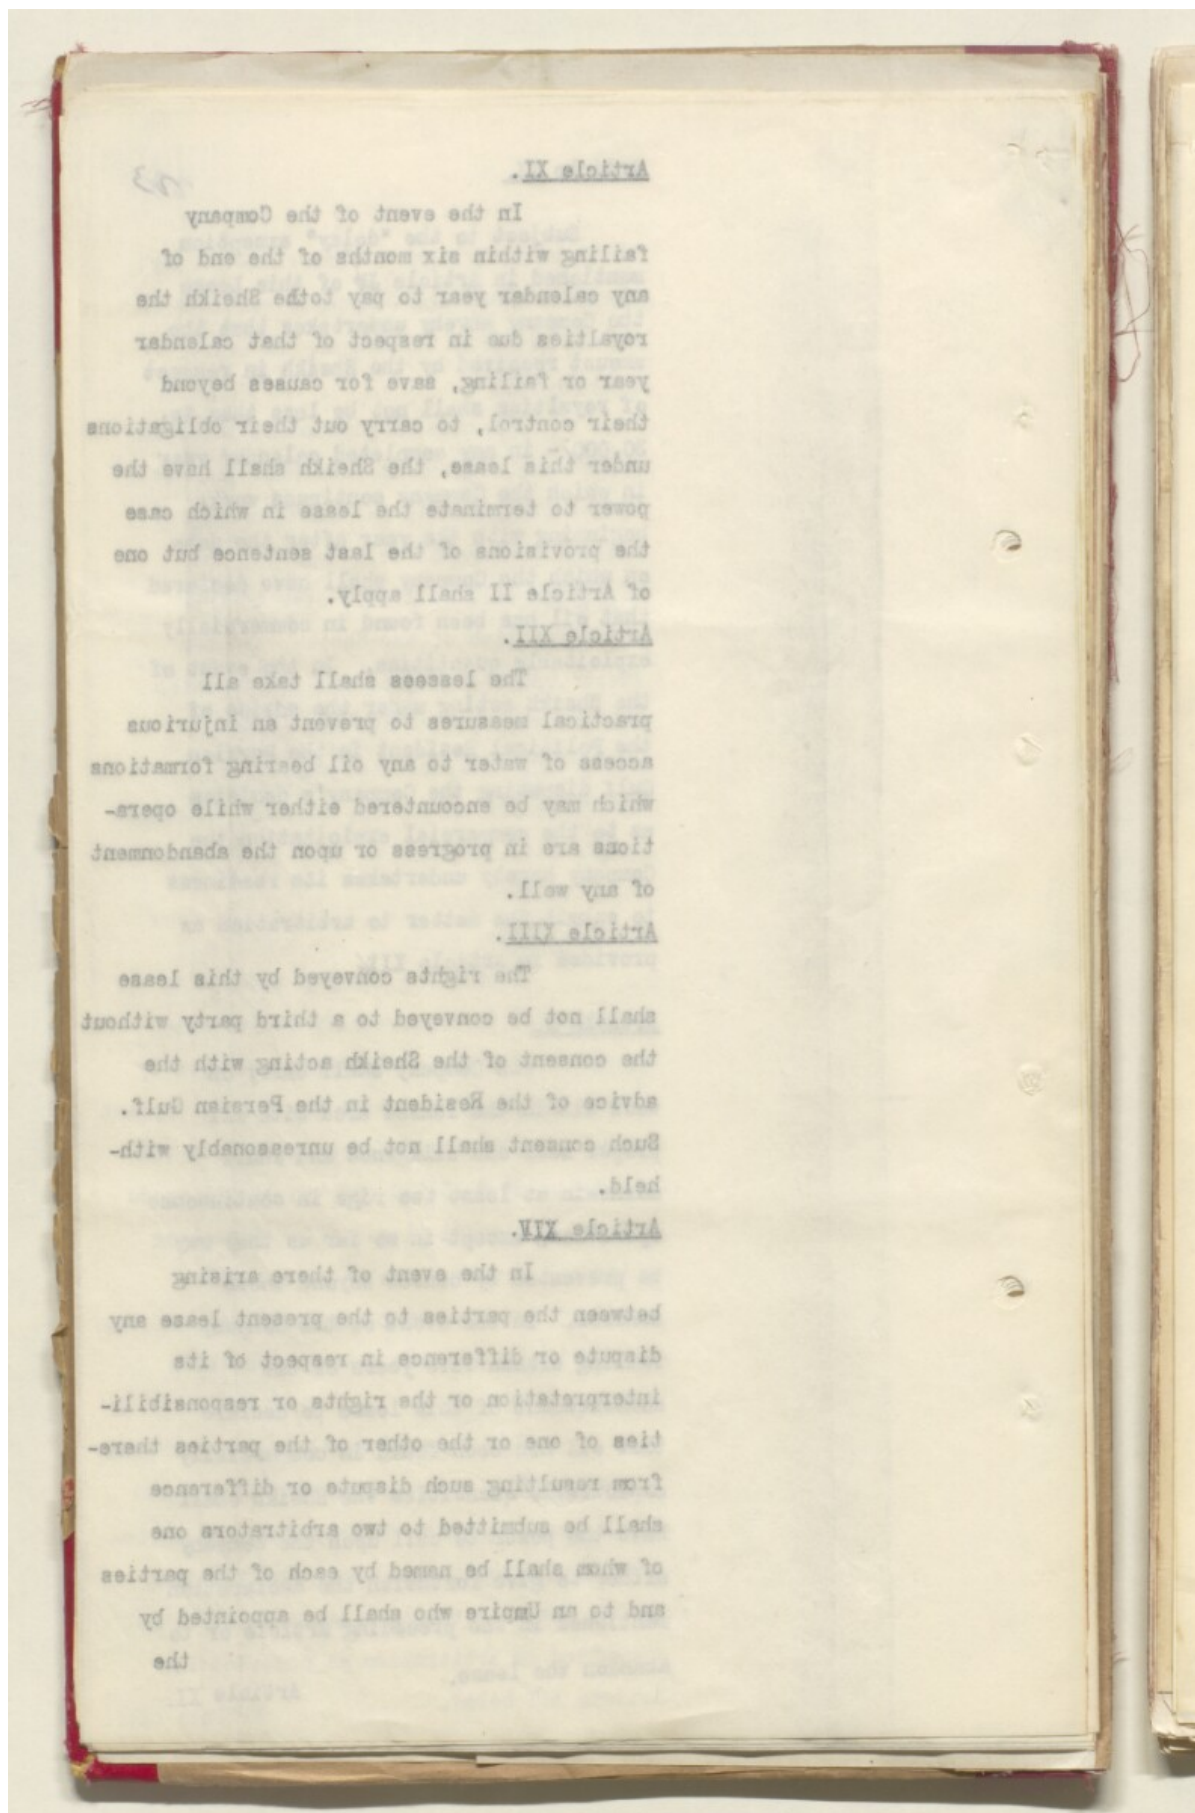 Article XI.
In the event of the Company
failing within six months of the end of
any calendar year to pay tothe Sheikh the
royalties due in respect of that calendar
year or failing, save for causes beyond
their control, to carry out their obligations
under this lease, the Sheikh shall have the
power to terminate the lease in which case
the provisions of the last sentence but one
of Article II shall apply.
Article XII.
The lessees shall take all
practical measures to prevent an injurious
access of water to any oil bearing formations
which may be encountered either while opera-
tions are in progress or upon the abandonment
of any well.
Article XIII.
The rights conveyed by this lease
shall not be conveyed to a third party without
the consent of the Sheikh acting with the
advice of the Resident in the Persian Gulf.
Such consent shall not be unreasonably with-
held.
Article XIV.
In the event of there arising
between the parties to the present lease any
dispute or difference in respect of its
interpretation or the rights or responsibili-
ties of one or the other of the parties there-
from resulting such dispute or difference
shall be submitted to two arbitrators one
of whom shall be named by each of the parties
and to an Umpire who shall be appointed by
the